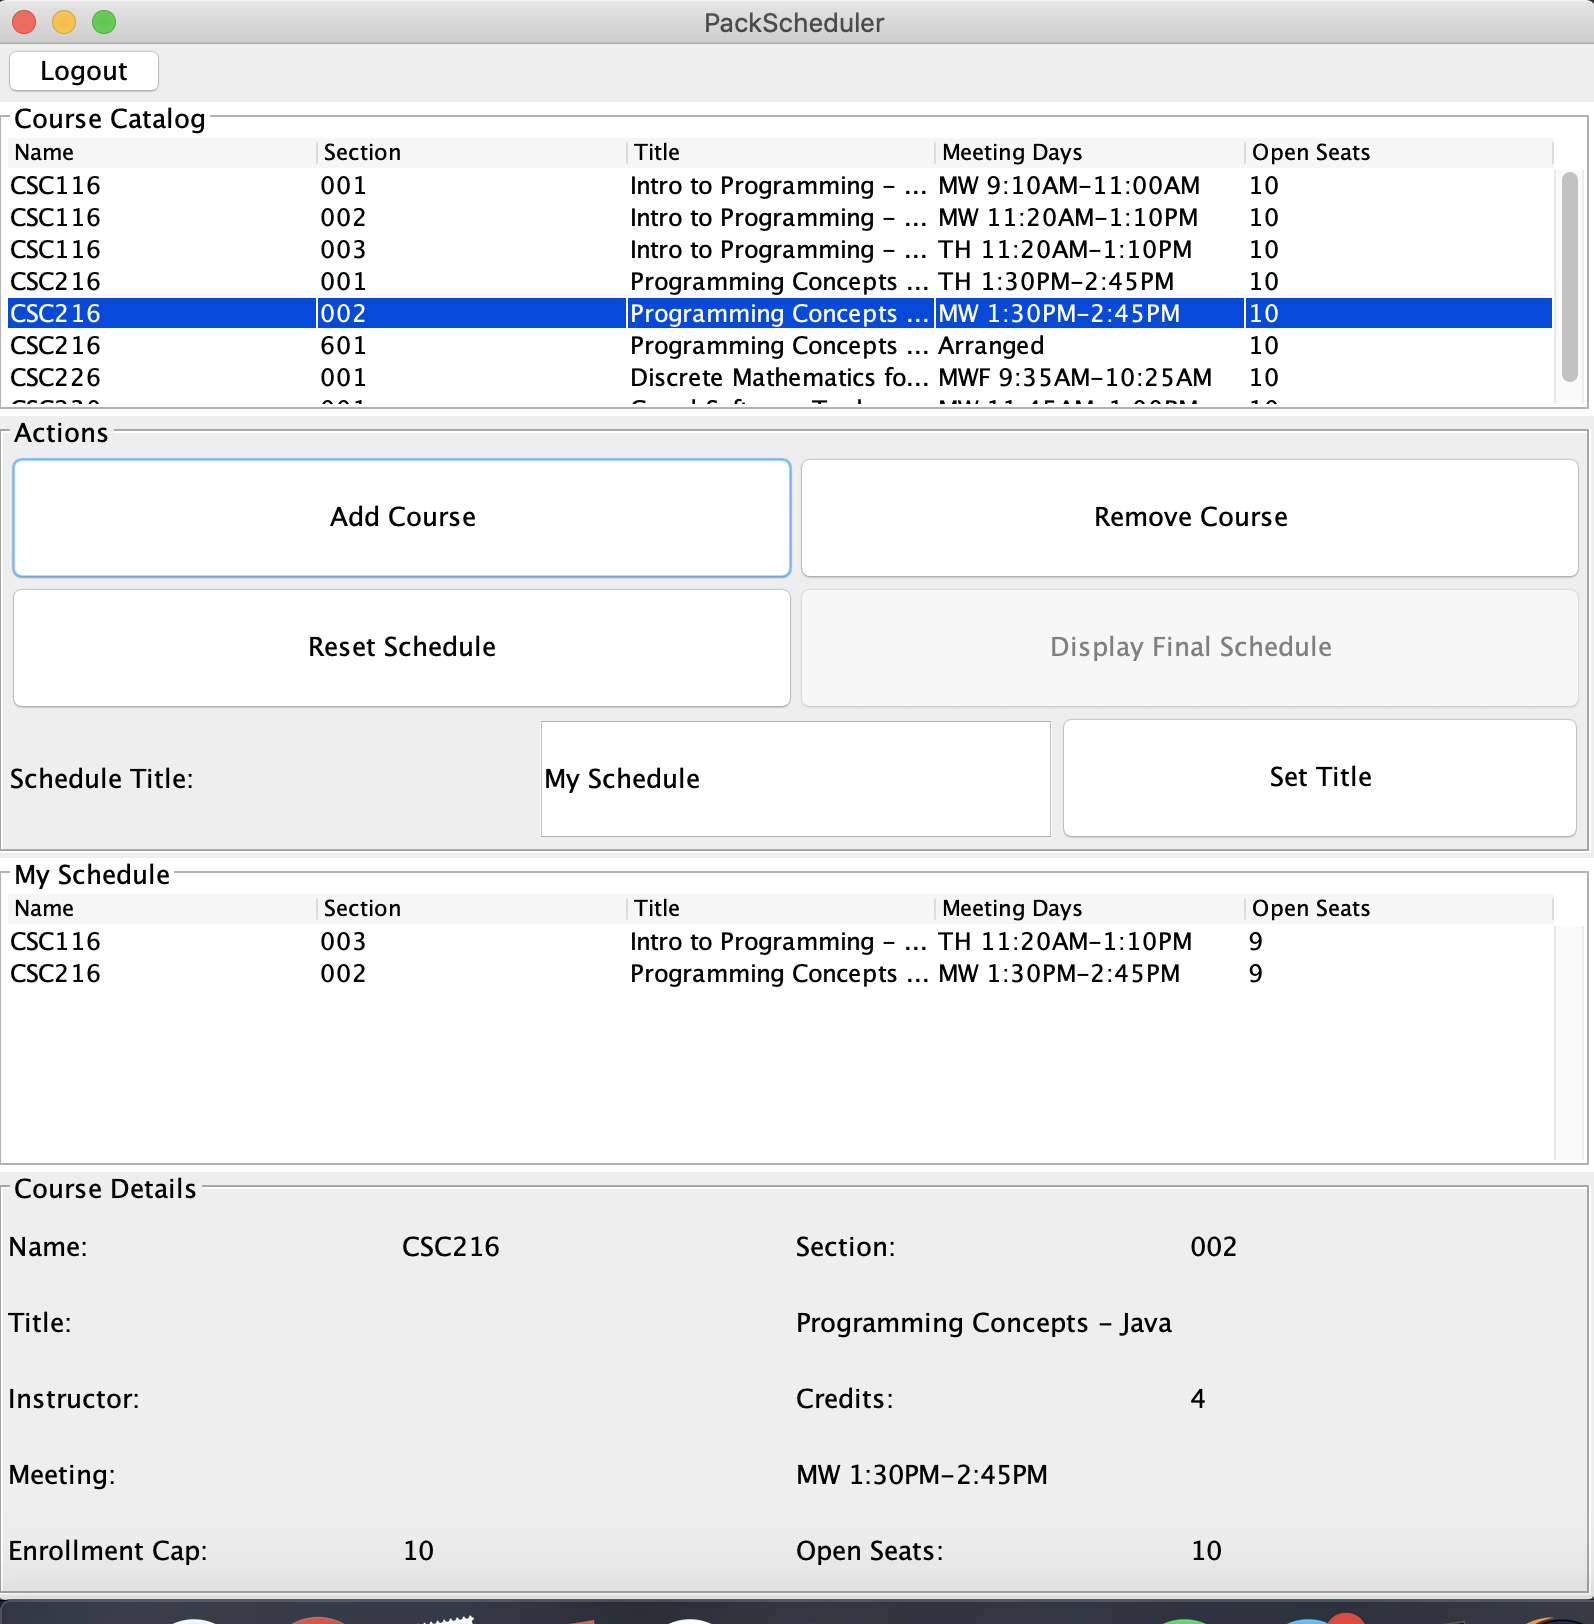 PackScheduler
Logout
Course Catalog
Name Section Title Meeting Days Open Seats
CSC116 001 Intro to Programming – ... MW 9:10AM–11:00AM 10
CSC116 002 Intro to Programming – ... MW 11:20AM–1:10PM 10
CSC116 003 Intro to Programming – ... TH 11:20AM–1:10PM 10
CSC216 001 Programming Concepts ... TH 1:30PM–2:45PM 10
CSC216 002 Programming Concepts ... MW 1:30PM–2:45PM 10
CSC216 601 Programming Concepts ... Arranged 10
CSC226 001 Discrete Mathematics fo... MWF 9:35AM–10:25AM 10
Actions
Add Course Remove Course
Reset Schedule Display Final Schedule
Schedule Title: My Schedule Set Title
My Schedule
Name Section Title Meeting Days Open Seats
CSC116 003 Intro to Programming – ... TH 11:20AM–1:10PM 9
CSC216 002 Programming Concepts ... MW 1:30PM–2:45PM 9
Course Details
Name: CSC216 Section: 002
Title: Programming Concepts – Java
Instructor: Credits: 4
Meeting: MW 1:30PM–2:45PM
Enrollment Cap: 10 Open Seats: 10